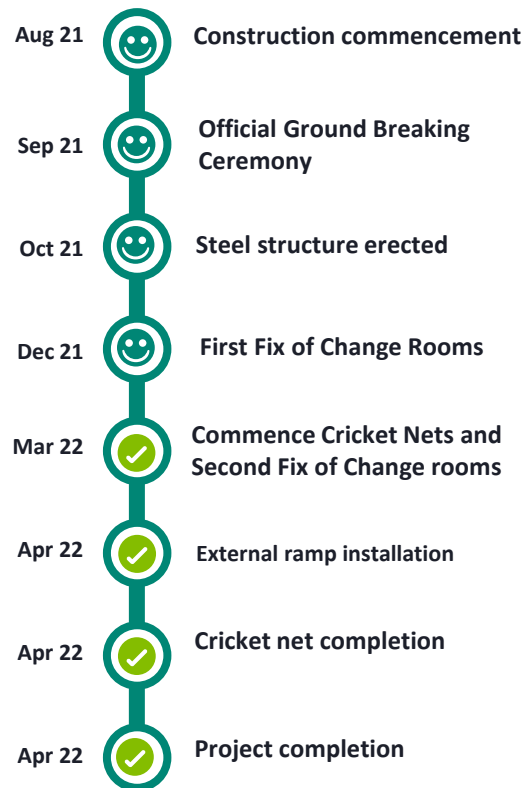 Aug 21
Construction commencement
Sep 21
Official Ground Breaking
Ceremony
Oct 21
Steel structure erected
Dec 21
First Fix of Change Rooms
Mar 22
Commence Cricket Nets and
Second Fix of Change rooms
Apr 22
External ramp installation
Apr 22
Cricket net completion
Apr 22
Project completion